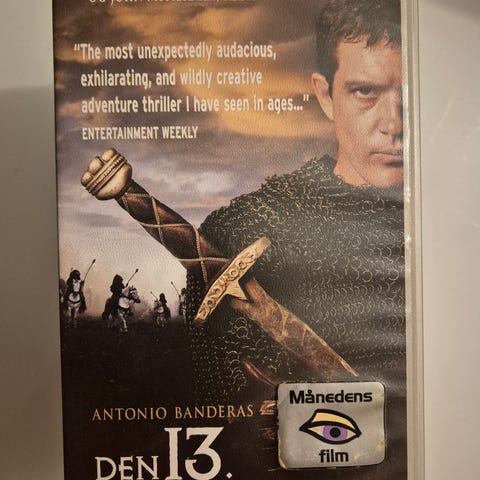 "The most unexpectedly audacious,
exhilarating, and wildly creative
adventure thriller I have seen in ages..."
ENTERTAINMENT WEEKLY
ANTONIO BANDERAS
DEN 13.
Månedens
film